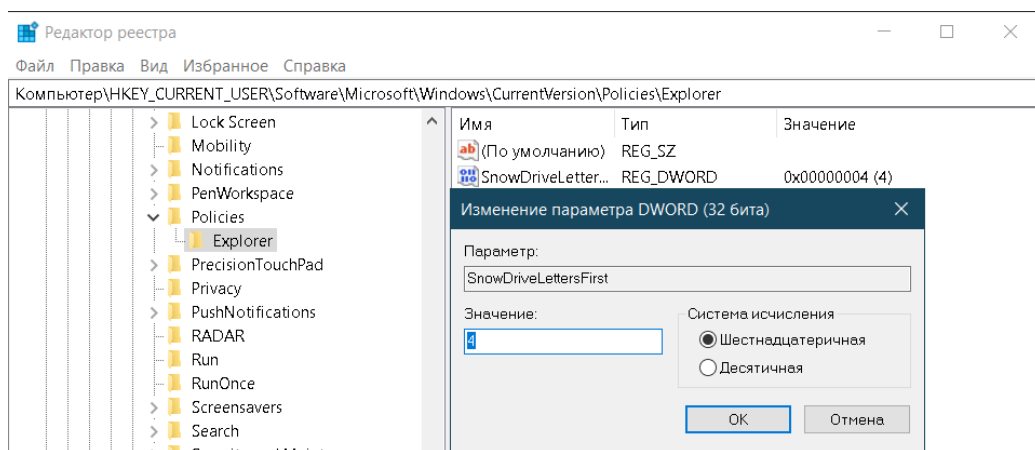 Редактор реестра
Файл Правка Вид Избранное Справка
Компьютер\HKEY_CURRENT_USER\Software\Microsoft\Windows\CurrentVersion\Policies\Explorer
Lock Screen
Mobility
Notifications
PenWorkspace
Policies
Explorer
PrecisionTouchPad
Privacy
PushNotifications
RADAR
Run
RunOnce
Screensavers
Search
Имя Тип Значение
ab (По умолчанию) REG_SZ
SnowDriveLetter... REG_DWORD 0x00000004 (4)
Изменение параметра DWORD (32 бита)
Параметр:
SnowDriveLettersFirst
Значение:
4
Система исчисления
Шестнадцатеричная
Десятичная
OK Отмена